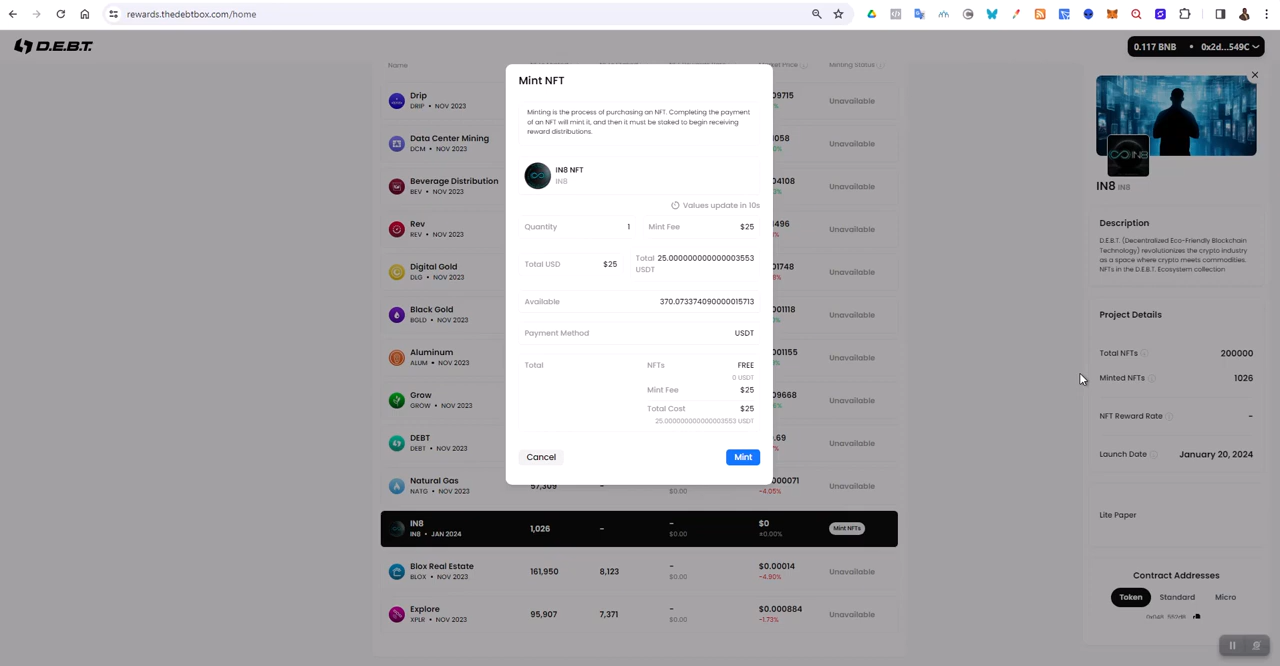 rewards.thedebtbox.com/home
D.E.B.T.
0.117 BNB • 0x2d...549C
Name
Minting Status
Drip
DRIP • NOV 2023
Unavailable
Data Center Mining
DCM • NOV 2023
Unavailable
Beverage Distribution
BEV • NOV 2023
Unavailable
Rev
REV • NOV 2023
Unavailable
Digital Gold
DLG • NOV 2023
Unavailable
Black Gold
BGLD • NOV 2023
Unavailable
Aluminum
ALUM • NOV 2023
Unavailable
Grow
GROW • NOV 2023
Unavailable
DEBT
DEBT • NOV 2023
Unavailable
Natural Gas
NATG • NOV 2023
57,309 - $0.00 -4.05% Unavailable
IN8
IN8 • JAN 2024
1,026 - - $0 Mint NFTs
$0.00 ±0.00%
Blox Real Estate
BLOX • NOV 2023
161,950 8,123 - $0.00014 Unavailable
$0.00 -4.80%
Explore
XPLR • NOV 2023
95,907 7,371 - $0.000884 Unavailable
$0.00 -1.73%
Mint NFT
Minting is the process of purchasing an NFT. Completing the payment
of an NFT will mint it, and then it must be staked to begin receiving
reward distributions.
IN8 NFT
IN8
Values update in 10s
Quantity 1 Mint Fee $25
Total USD $25 Total 25.000000000000003553
USDT
Available 370.073374090000015713
Payment Method USDT
Total NFTs FREE
0 USDT
Mint Fee $25
Total Cost $25
25.000000000000003553 USDT
Cancel Mint
IN8
IN8 IN8
Description
D.E.B.T. (Decentralized Eco-Friendly Blockchain
Technology) revolutionizes the crypto industry
as a space where crypto meets commodities.
NFTs in the D.E.B.T. Ecosystem collection
Project Details
Total NFTs 200000
Minted NFTs 1026
NFT Reward Rate -
Launch Date January 20, 2024
Lite Paper
Contract Addresses
Token Standard Micro